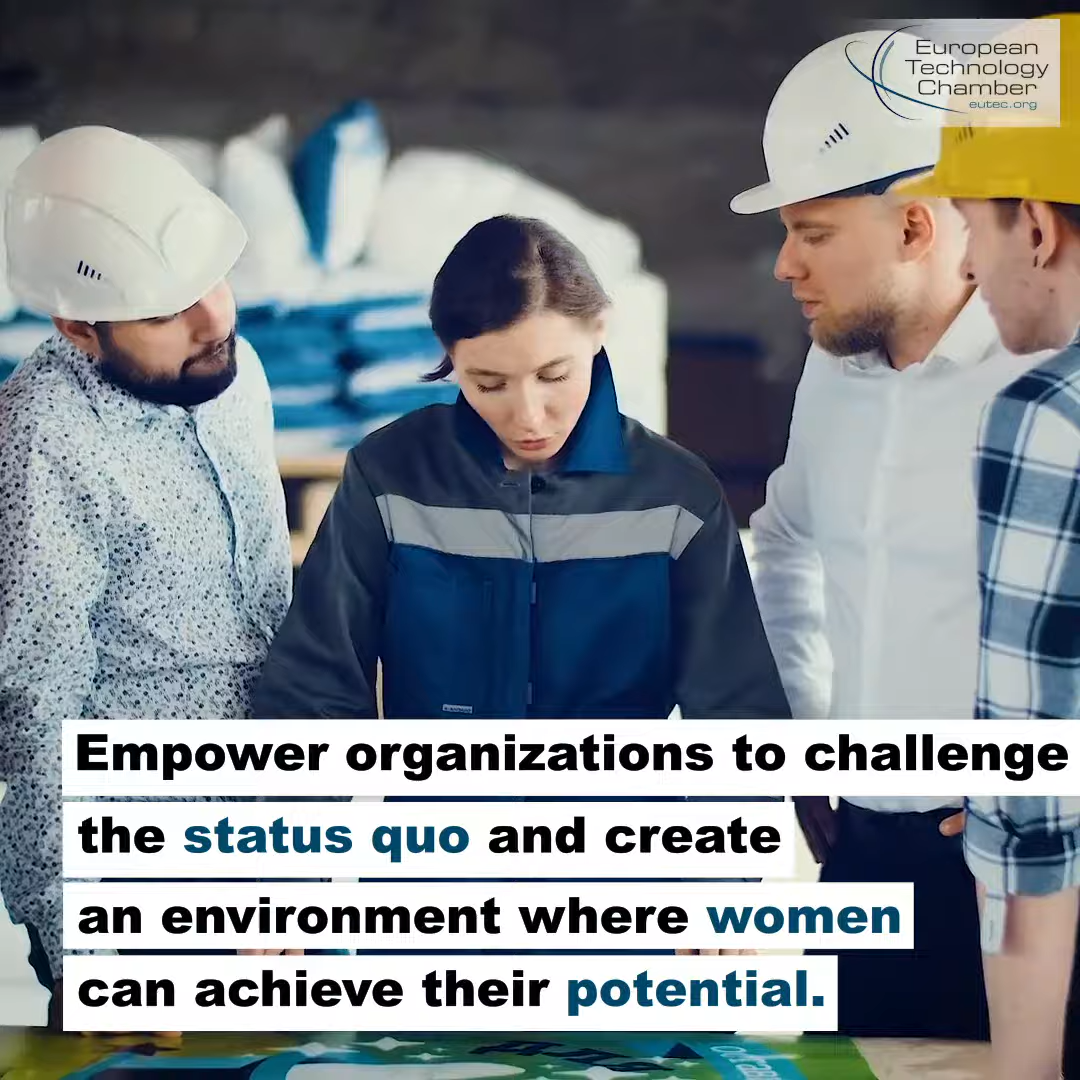 European
Technology
Chamber
eutec.org
Empower organizations to challenge
the status quo and create
an environment where women
can achieve their potential.